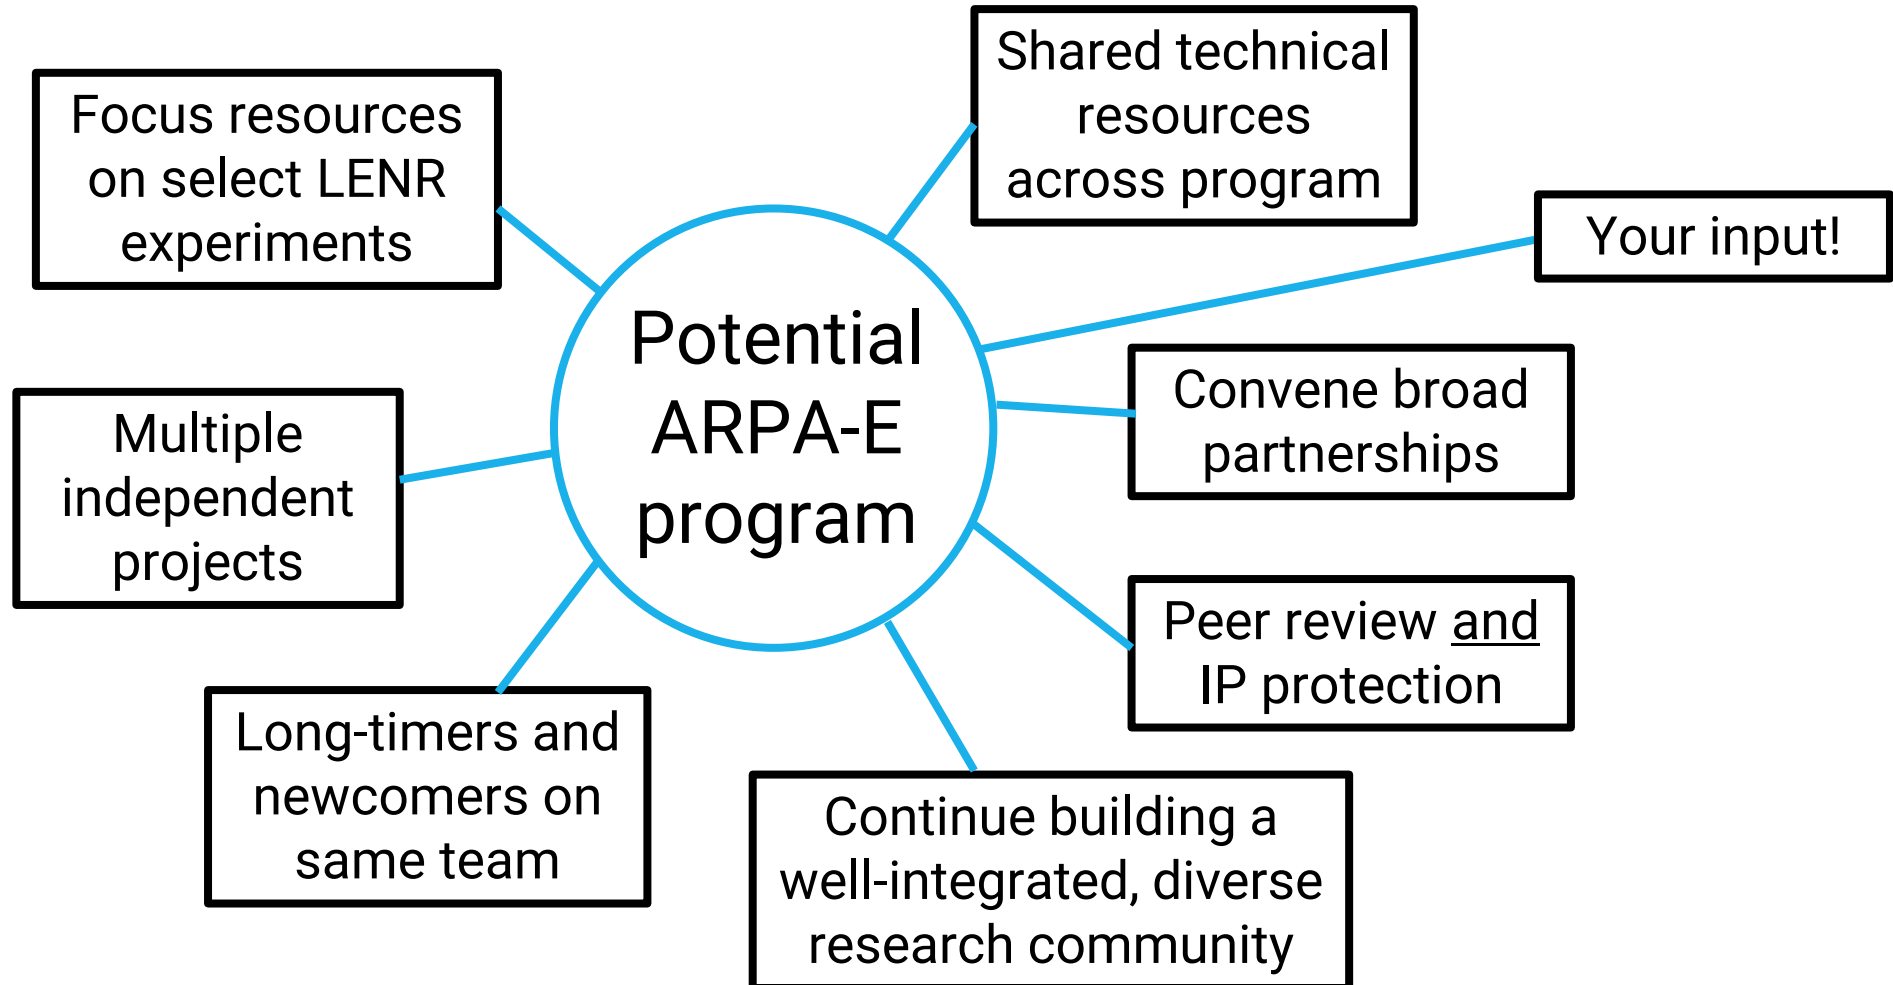 Shared technical
resources
across program
Focus resources
on select LENR
experiments
Your input!
Potential
ARPA-E
program
Convene broad
partnerships
Multiple
independent
projects
Peer review and
IP protection
Long-timers and
newcomers on
same team
Continue building a
well-integrated, diverse
research community